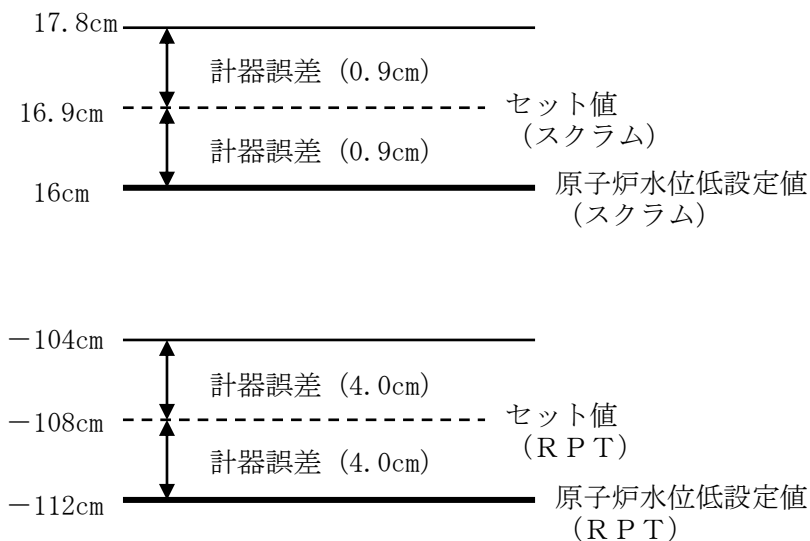 17.8cm
計器誤差 (0.9cm)
16.9cm
セット値
(スクラム)
計器誤差 (0.9cm)
16cm
原子炉水位低設定値
(スクラム)
－104cm
計器誤差 (4.0cm)
－108cm
セット値
(ＲＰＴ)
計器誤差 (4.0cm)
－112cm
原子炉水位低設定値
(ＲＰＴ)